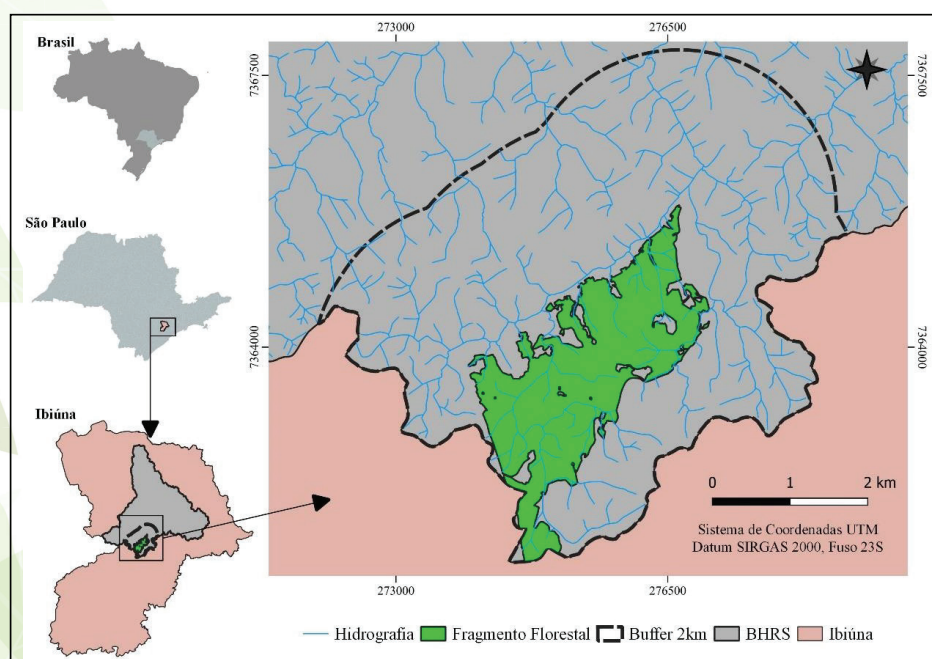 Brasil
São Paulo
Ibiúna
273000
276500
7367500
7367500
7364000
7364000
0 1 2 km
Sistema de Coordenadas UTM
Datum SIRGAS 2000, Fuso 23S
273000
276500
Hidrografia Fragmento Florestal Buffer 2km BHRS Ibiúna